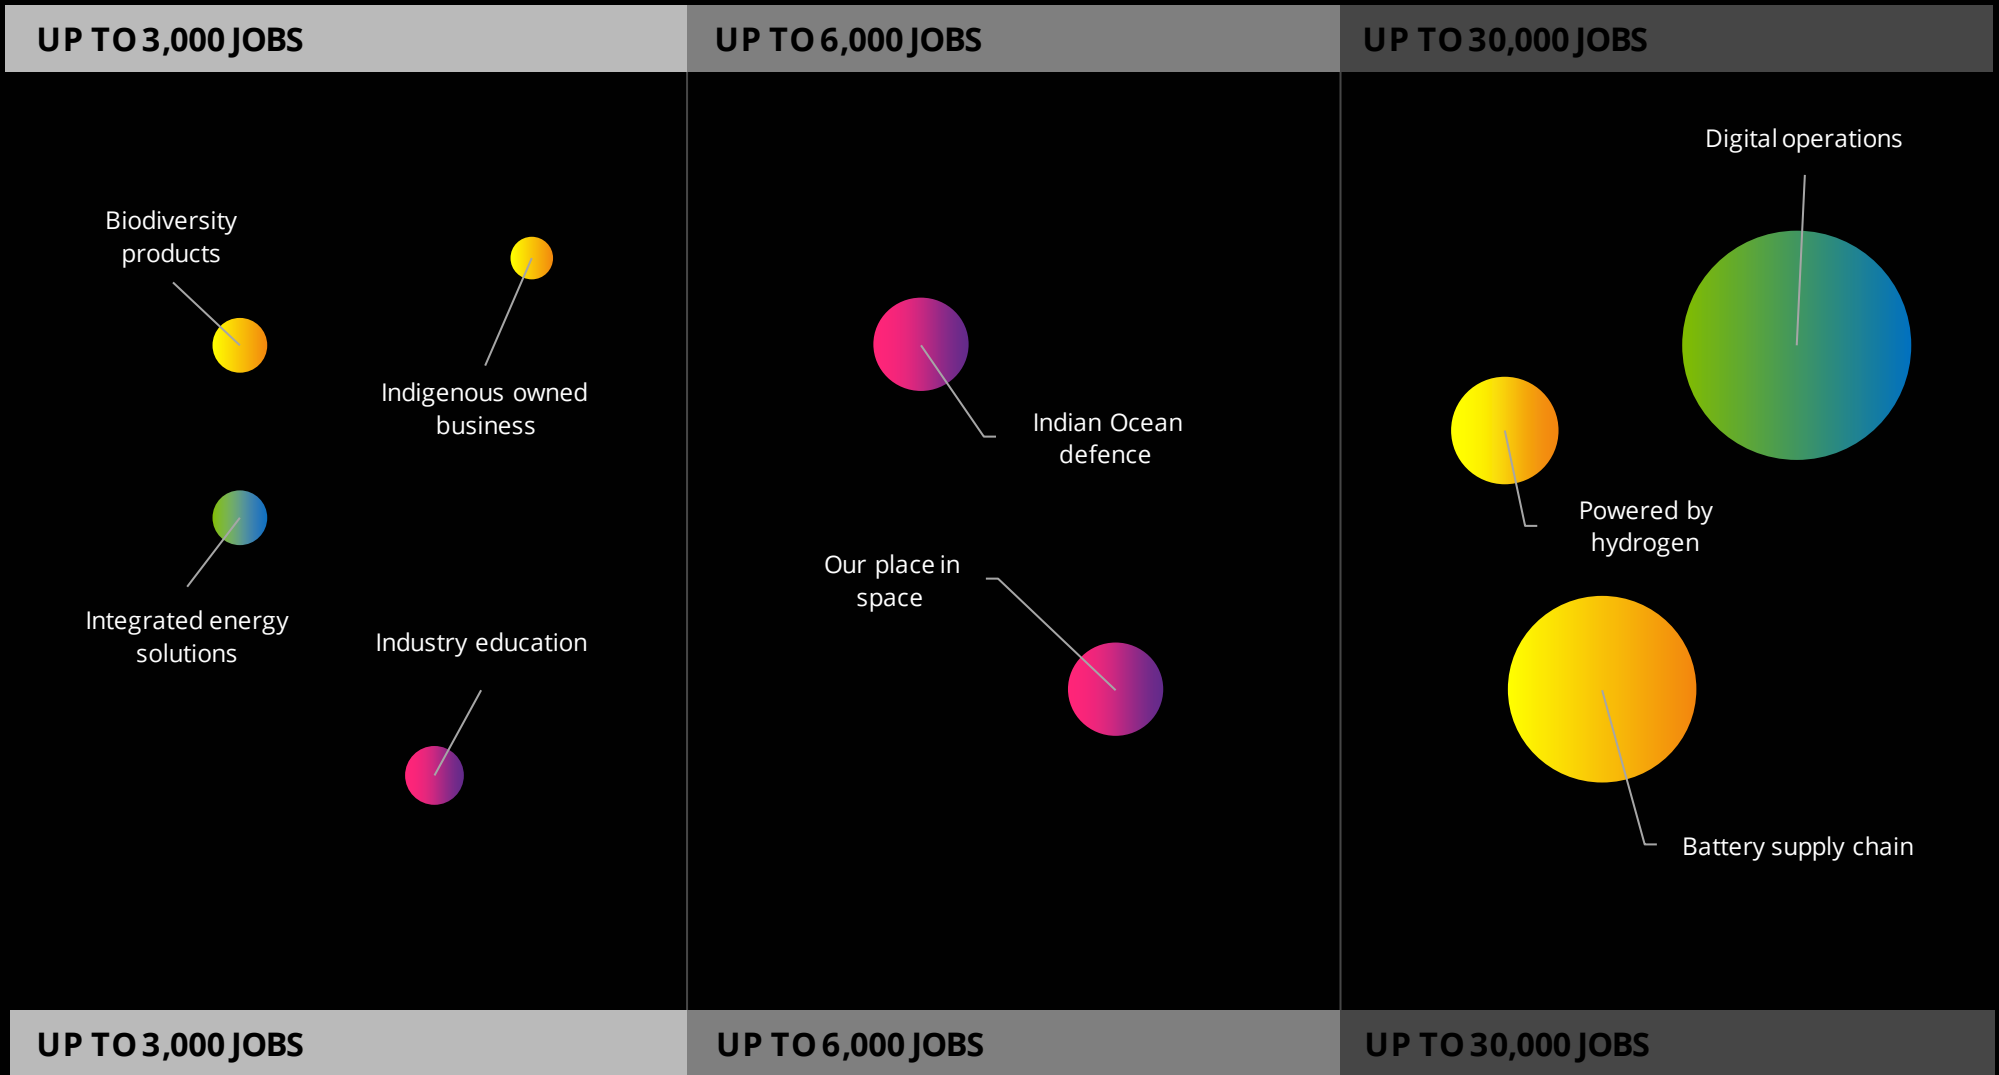 UP TO 3,000 JOBS
UP TO 6,000 JOBS
UP TO 30,000 JOBS
Biodiversity
products
Indigenous owned
business
Integrated energy
solutions
Industry education
Indian Ocean
defence
Our place in
space
Digital operations
Powered by
hydrogen
Battery supply chain
UP TO 3,000 JOBS
UP TO 6,000 JOBS
UP TO 30,000 JOBS